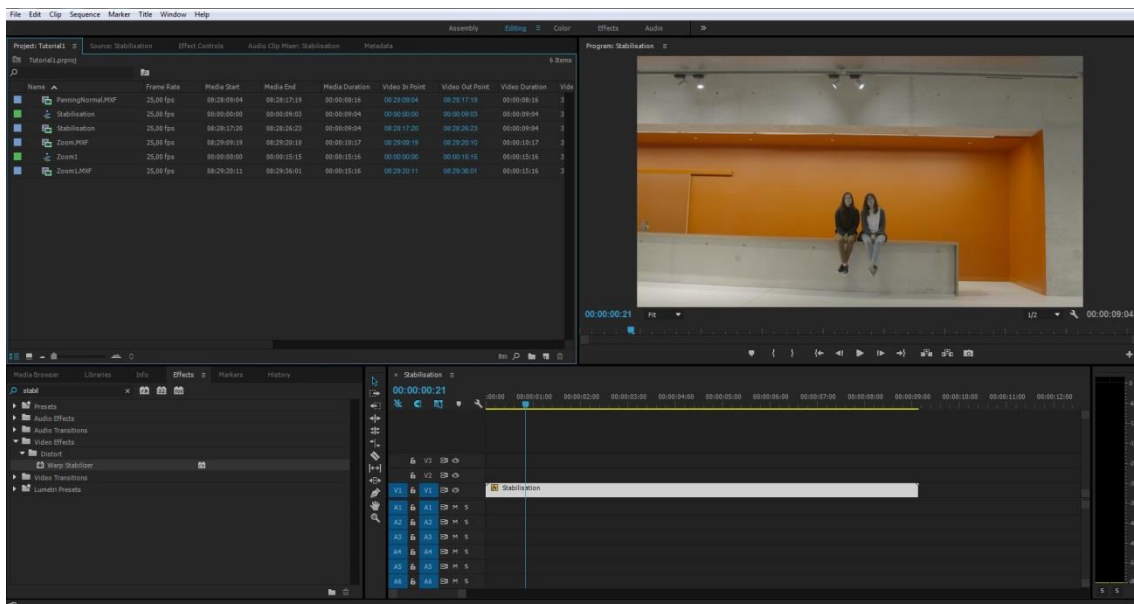 File Edit Clip Sequence Marker Title Window Help
Assembly Editing Color Effects Audio
Project: Tutorial1 Source: Stabilisation Effect Controls Audio Clip Mixer: Stabilisation Metadata
Program: Stabilisation
Tutorial1.prproj 6 Items
Name Frame Rate Media Start Media End Media Duration Video In Point Video Out Point Video Duration Vide
PanningNormal.MXF 25,00 fps 08:28:09:04 08:28:17:19 00:00:08:16 08:28:09:04 08:28:17:19 00:00:08:16 3
Stabilisation 25,00 fps 00:00:00:00 00:00:09:03 00:00:09:04 00:00:00:00 00:00:09:03 00:00:09:04 3
Stabilisation 25,00 fps 08:28:17:20 08:28:26:23 00:00:09:04 08:28:17:20 08:28:26:23 00:00:09:04 3
Zoom.MXF 25,00 fps 08:29:09:19 08:29:20:10 00:00:10:17 08:29:09:19 08:29:20:10 00:00:10:17 3
Zoom1 25,00 fps 00:00:00:00 00:00:15:15 00:00:15:16 00:00:00:00 00:00:15:15 00:00:15:16 3
Zoom1.MXF 25,00 fps 08:29:20:11 08:29:36:01 00:00:15:16 08:29:20:11 08:29:36:01 00:00:15:16 3
00:00:00:21 Fit 1/2 00:00:09:04
Media Browser Libraries Info Effects Markers History
stabil
Presets
Audio Effects
Audio Transitions
Video Effects
Distort
Warp Stabilizer
Video Transitions
Lumetri Presets
Stabilisation
00:00:00:21
:00:00 00:00:01:00 00:00:02:00 00:00:03:00 00:00:04:00 00:00:05:00 00:00:06:00 00:00:07:00 00:00:08:00 00:00:09:00 00:00:10:00 00:00:11:00 00:00:12:00
V3
V2
V1 V1 Stabilisation
A1 A1 M S
A2 A2 M S
A3 A3 M S
A4 A4 M S
A5 A5 M S
A6 A6 M S
S S